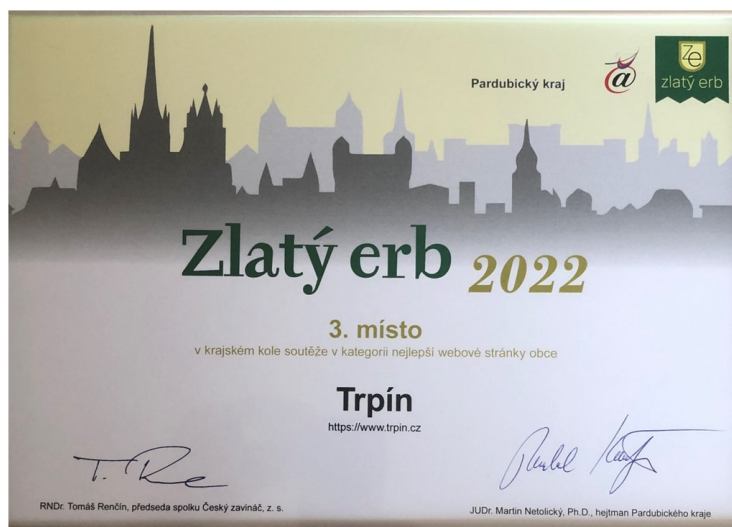 Pardubický kraj
Ze
zlatý erb
Zlatý erb 2022
3. místo
v krajském kole soutěže v kategorii nejlepší webové stránky obce
Trpín
https://www.trpin.cz
RNDr. Tomáš Renčín, předseda spolku Český zavináč, z. s.
JUDr. Martin Netolický, Ph.D., hejtman Pardubického kraje